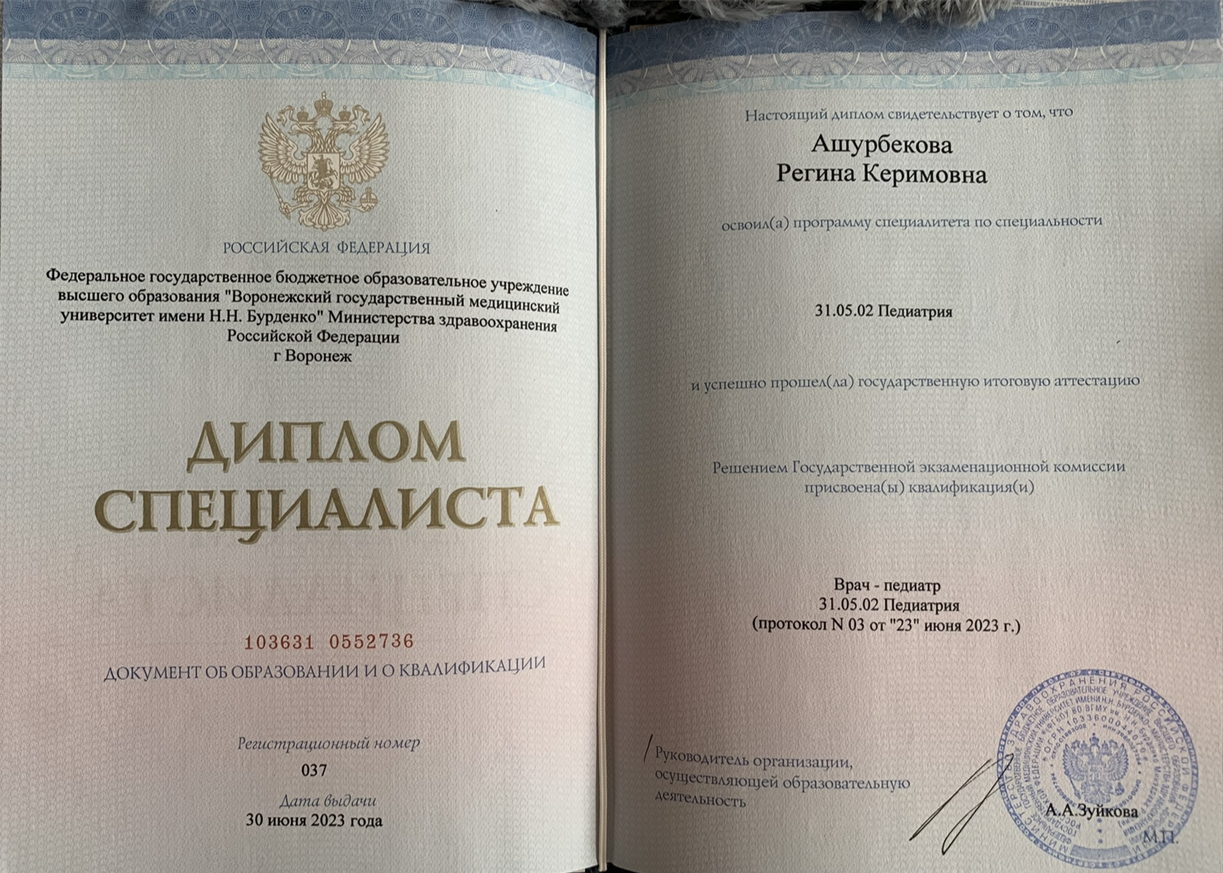 РОССИЙСКАЯ ФЕДЕРАЦИЯ
Федеральное государственное бюджетное образовательное учреждение
высшего образования "Воронежский государственный медицинский
университет имени Н.Н. Бурденко" Министерства здравоохранения
Российской Федерации
г Воронеж
ДИПЛОМ
СПЕЦИАЛИСТА
103631 0552736
ДОКУМЕНТ ОБ ОБРАЗОВАНИИ И О КВАЛИФИКАЦИИ
Регистрационный номер
037
Дата выдачи
30 июня 2023 года
Настоящий диплом свидетельствует о том, что
Ашурбекова
Регина Керимовна
освоил(а) программу специалитета по специальности
31.05.02 Педиатрия
и успешно прошел(ла) государственную итоговую аттестацию
Решением Государственной экзаменационной комиссии
присвоена(ы) квалификация(и)
Врач - педиатр
31.05.02 Педиатрия
(протокол N 03 от "23" июня 2023 г.)
Руководитель организации,
осуществляющей образовательную
деятельность
А.А.Зуйкова
М.П.